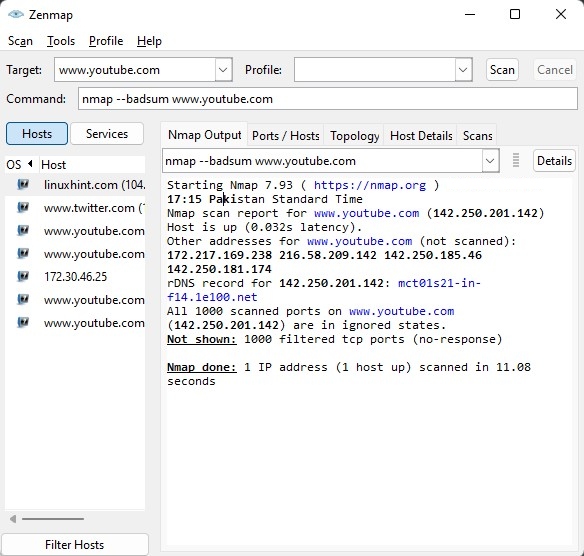 Zenmap
Scan Tools Profile Help
Target: www.youtube.com Profile: Scan Cancel
Command: nmap --badsum www.youtube.com
Hosts Services
Nmap Output Ports / Hosts Topology Host Details Scans
OS Host
nmap --badsum www.youtube.com Details
linuxhint.com (104.
www.twitter.com (
www.youtube.com
www.youtube.com
172.30.46.25
www.youtube.com
www.youtube.com
Starting Nmap 7.93 ( https://nmap.org )
17:15 Pakistan Standard Time
Nmap scan report for www.youtube.com (142.250.201.142)
Host is up (0.032s latency).
Other addresses for www.youtube.com (not scanned):
172.217.169.238 216.58.209.142 142.250.185.46
142.250.181.174
rDNS record for 142.250.201.142: mct01s21-in-
f14.1e100.net
All 1000 scanned ports on www.youtube.com
(142.250.201.142) are in ignored states.
Not shown: 1000 filtered tcp ports (no-response)
Nmap done: 1 IP address (1 host up) scanned in 11.08
seconds
Filter Hosts